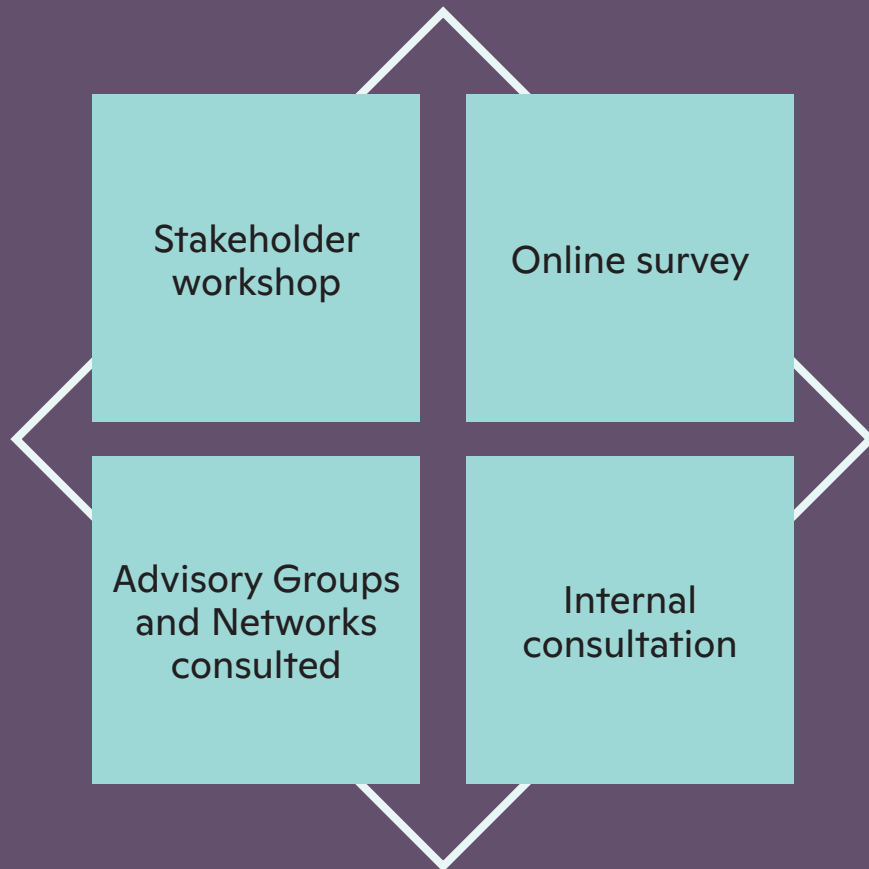 Stakeholder
workshop
Online survey
Advisory Groups
and Networks
consulted
Internal
consultation